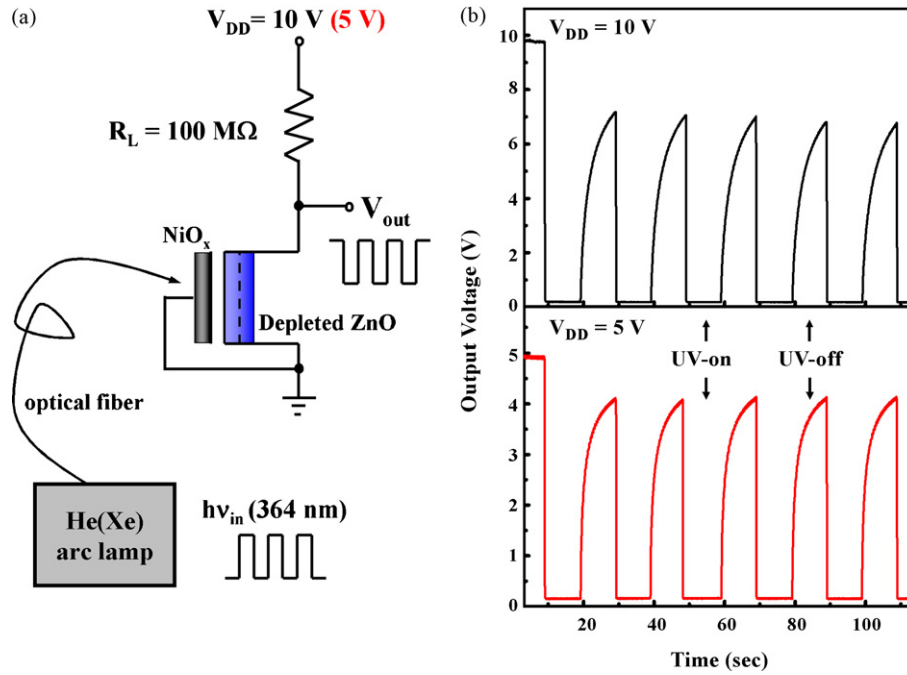 (a)
V_DD = 10 V (5 V)
R_L = 100 MΩ
V_out
NiO_x
Depleted ZnO
optical fiber
He(Xe)
arc lamp
hν_in (364 nm)
(b)
V_DD = 10 V
10
8
6
4
2
0
V_DD = 5 V
UV-on
UV-off
5
4
3
2
1
0
Output Voltage (V)
20
40
60
80
100
Time (sec)